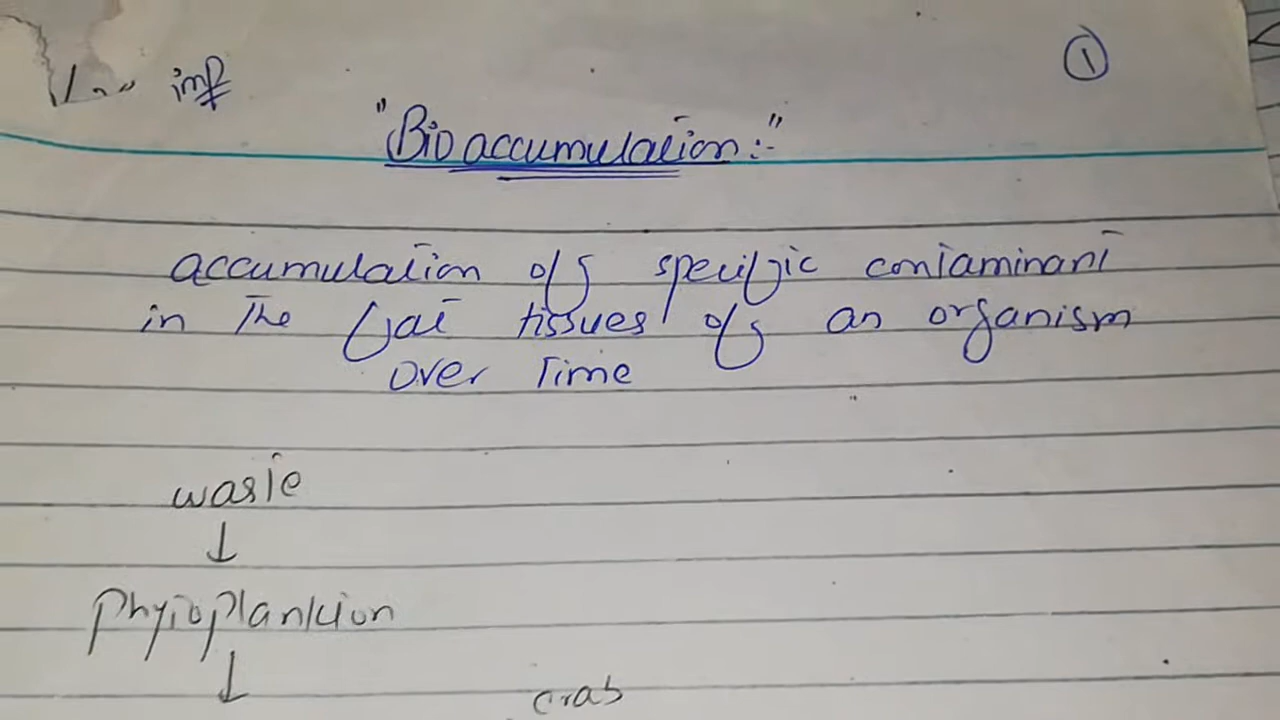 imp
①
"Bioaccumulation:-"
accumulation of specific contaminant
in The fat tissues of an organism
over Time
waste
↓
Phytoplankton
↓
crab